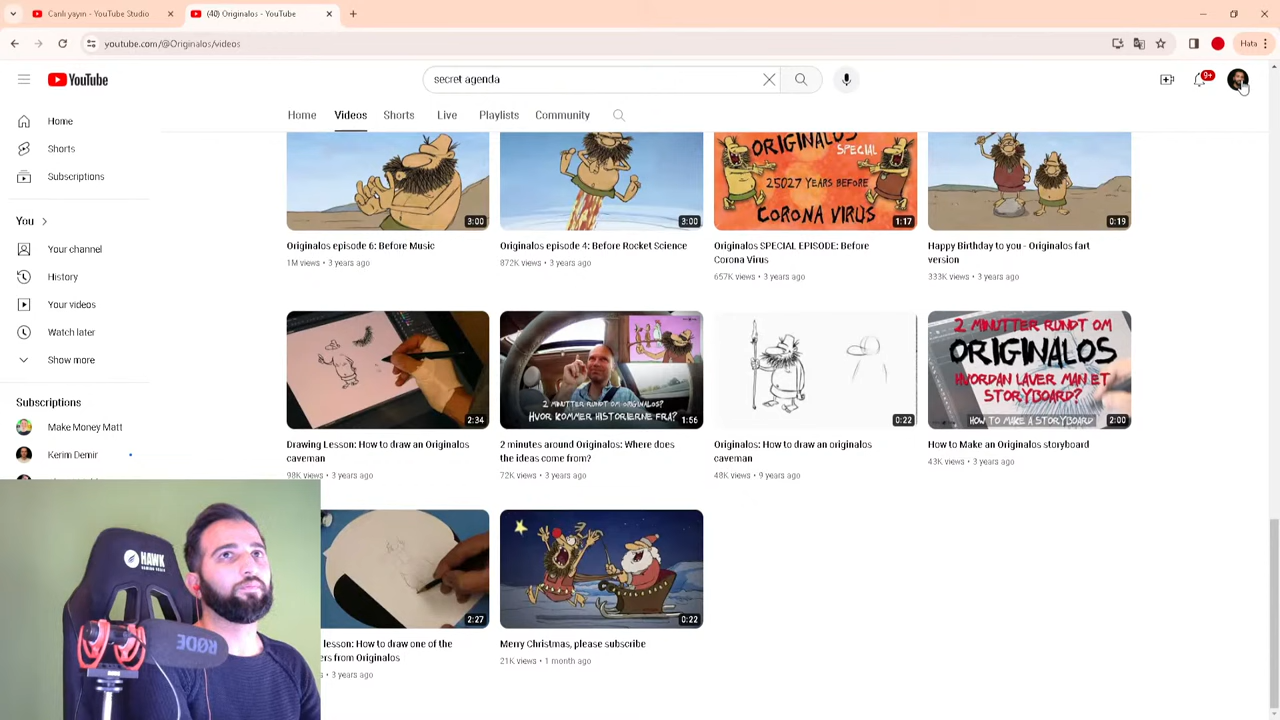 Canlı yayın - YouTube Studio
(40) Originalos - YouTube
youtube.com/@Originalos/videos
Hata
YouTube
secret agenda
9+
Home
Videos
Shorts
Live
Playlists
Community
Home
Shorts
Subscriptions
You
Your channel
History
Your videos
Watch later
Show more
Subscriptions
Make Money Matt
Kerim Demir
3:00
Originalos episode 6: Before Music
1M views • 3 years ago
3:00
Originalos episode 4: Before Rocket Science
872K views • 3 years ago
ORIGINALOS
SPECIAL
25027 YEARS BEFORE
CORONA VIRUS
1:17
Originalos SPECIAL EPISODE: Before
Corona Virus
657K views • 3 years ago
0:19
Happy Birthday to you - Originalos fart
version
333K views • 3 years ago
2:34
Drawing Lesson: How to draw an Originalos
caveman
98K views • 3 years ago
2 MINUTTER RUNDT OM ORIGINALOS?
HVOR KOMMER HISTORIERNE FRA?
1:56
2 minutes around Originalos: Where does
the ideas come from?
72K views • 3 years ago
0:22
Originalos: How to draw an originalos
caveman
48K views • 9 years ago
2 MINUTTER RUNDT OM
ORIGINALOS
HVORDAN LAVER MAN ET
STORYBOARD?
HOW TO MAKE A STORYBOARD?
2:00
How to Make an Originalos storyboard
43K views • 3 years ago
2:27
lesson: How to draw one of the
ers from Originalos
3 years ago
0:22
Merry Christmas, please subscribe
21K views • 1 month ago
HAWK
GAMING CHAIR
RØDE